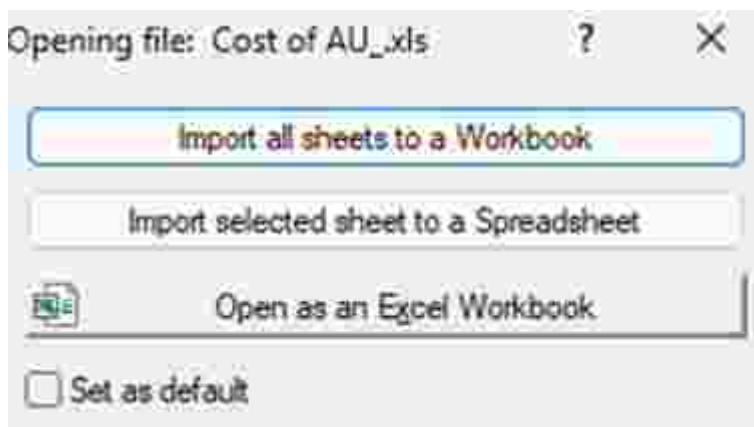 Opening file: Cost of AU_.xls ? ×
Import all sheets to a Workbook
Import selected sheet to a Spreadsheet
Open as an Excel Workbook
Set as default